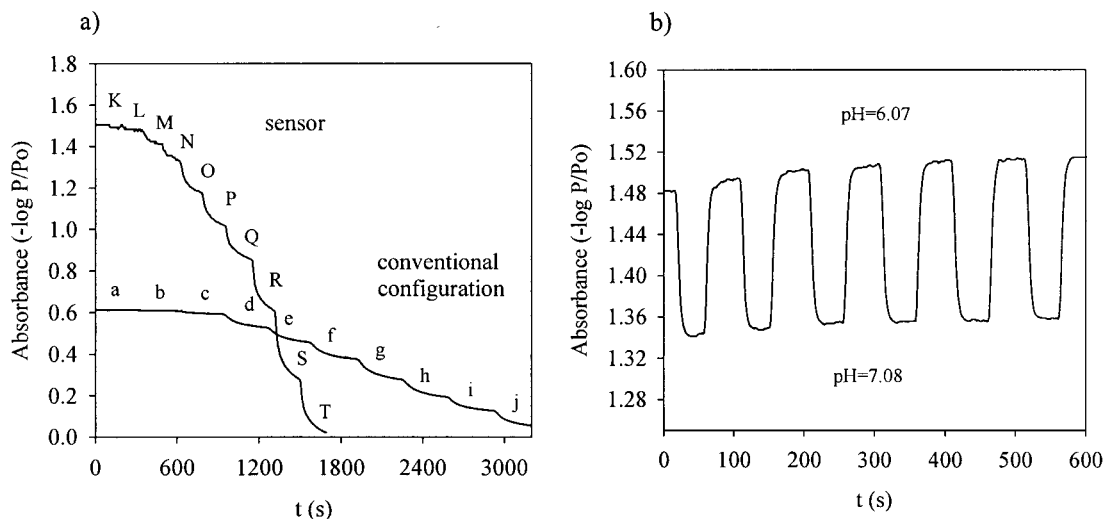 a)
Absorbance (-log P/Po)
1.8
1.6
1.4
1.2
1.0
0.8
0.6
0.4
0.2
0.0
K
L
M
N
O
P
Q
R
S
T
sensor
conventional
configuration
a
b
c
d
e
f
g
h
i
j
0 600 1200 1800 2400 3000
t (s)
b)
Absorbance (-log P/Po)
1.60
1.56
1.52
1.48
1.44
1.40
1.36
1.32
1.28
pH=6.07
pH=7.08
0 100 200 300 400 500 600
t (s)